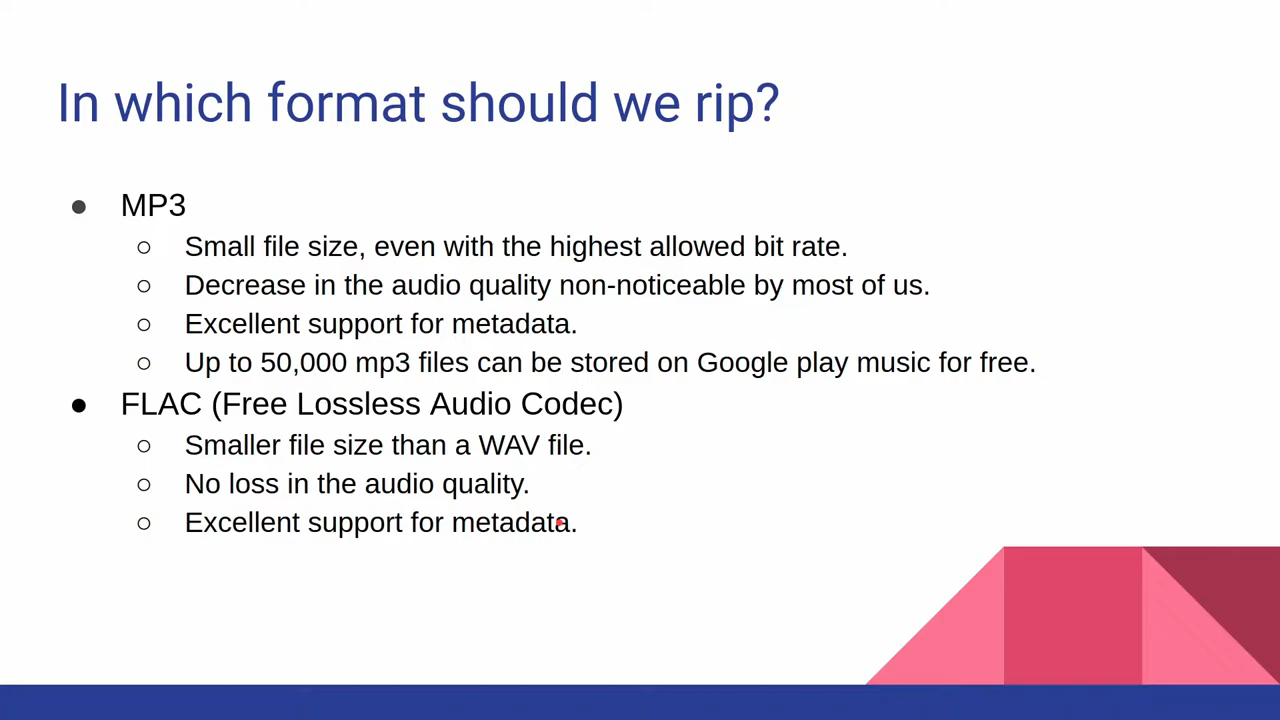 In which format should we rip?
● MP3
○ Small file size, even with the highest allowed bit rate.
○ Decrease in the audio quality non-noticeable by most of us.
○ Excellent support for metadata.
○ Up to 50,000 mp3 files can be stored on Google play music for free.
● FLAC (Free Lossless Audio Codec)
○ Smaller file size than a WAV file.
○ No loss in the audio quality.
○ Excellent support for metadata.